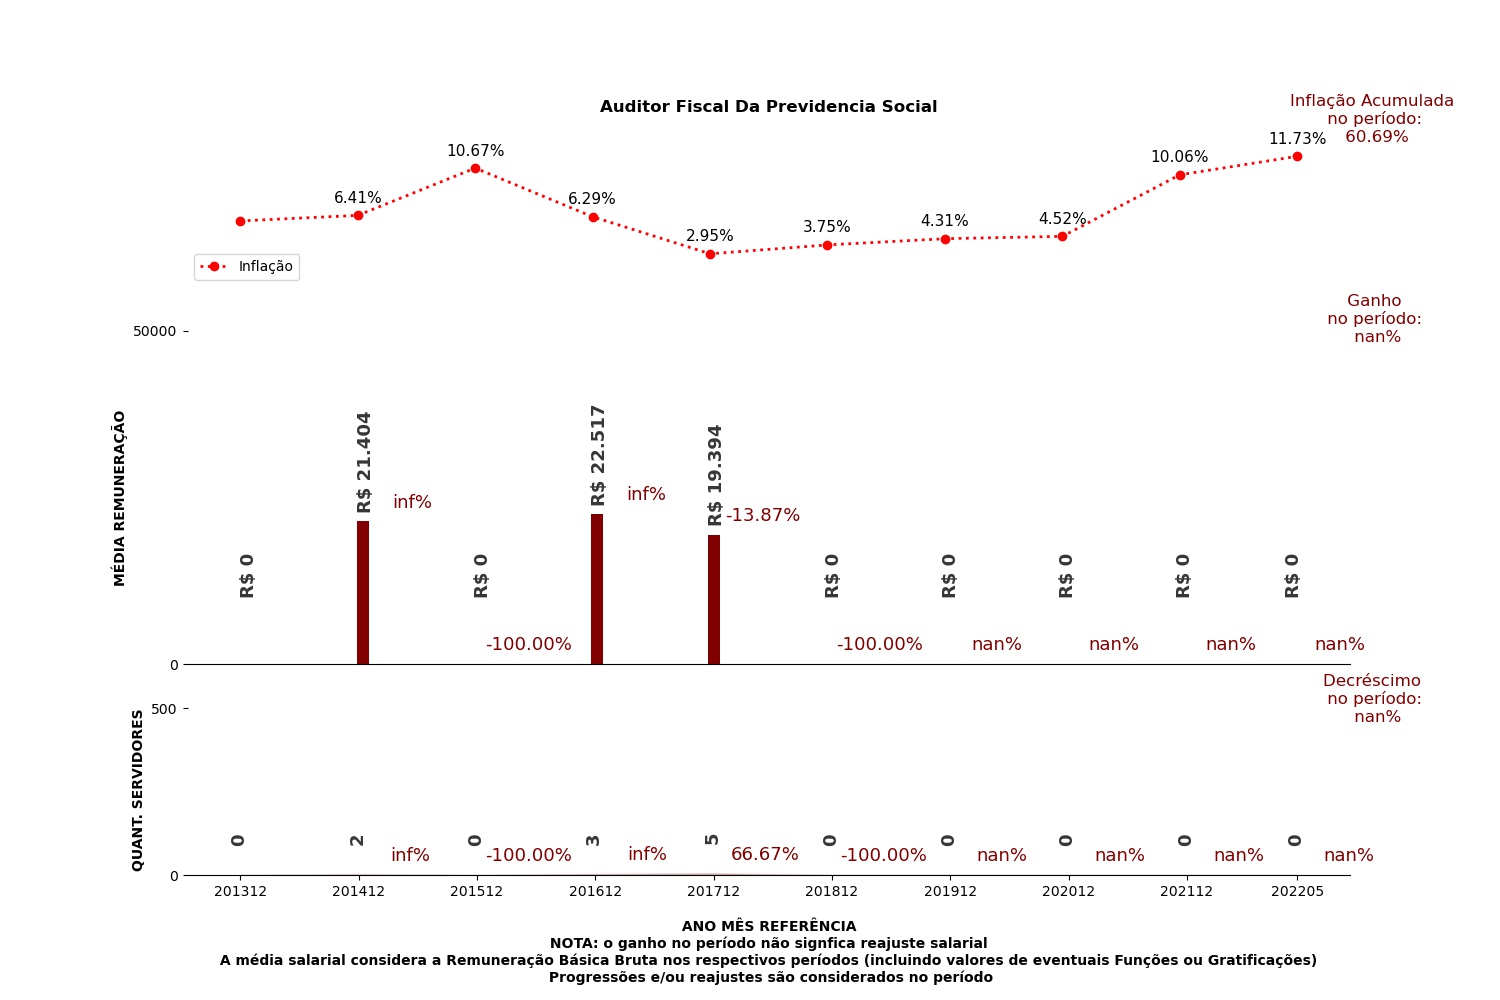 Auditor Fiscal Da Previdencia Social
Inflação Acumulada
no período:
60.69%
6.41%
10.67%
6.29%
2.95%
3.75%
4.31%
4.52%
10.06%
11.73%
Inflação
Ganho
no período:
nan%
50000
0
MÉDIA REMUNERAÇÃO
R$ 0
R$ 21.404
R$ 0
R$ 22.517
R$ 19.394
R$ 0
R$ 0
R$ 0
R$ 0
R$ 0
inf%
-100.00%
inf%
-13.87%
-100.00%
nan%
nan%
nan%
nan%
Decréscimo
no período:
nan%
500
0
QUANT. SERVIDORES
0
2
0
3
5
0
0
0
0
0
inf%
-100.00%
inf%
66.67%
-100.00%
nan%
nan%
nan%
nan%
201312
201412
201512
201612
201712
201812
201912
202012
202112
202205
ANO MÊS REFERÊNCIA
NOTA: o ganho no período não signfica reajuste salarial
A média salarial considera a Remuneração Básica Bruta nos respectivos períodos (incluindo valores de eventuais Funções ou Gratificações)
Progressões e/ou reajustes são considerados no período